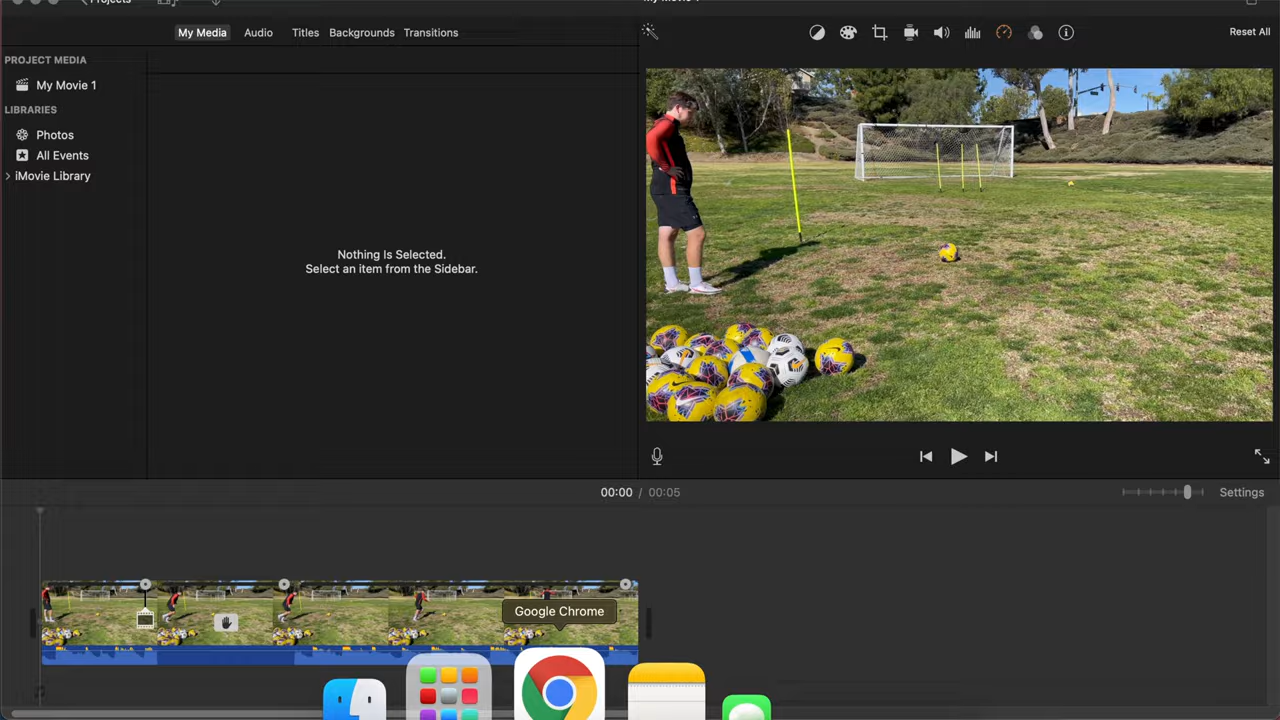 Projects
My Media Audio Titles Backgrounds Transitions
Reset All
PROJECT MEDIA
My Movie 1
LIBRARIES
Photos
All Events
iMovie Library
Nothing Is Selected.
Select an item from the Sidebar.
00:00 / 00:05
Settings
Google Chrome